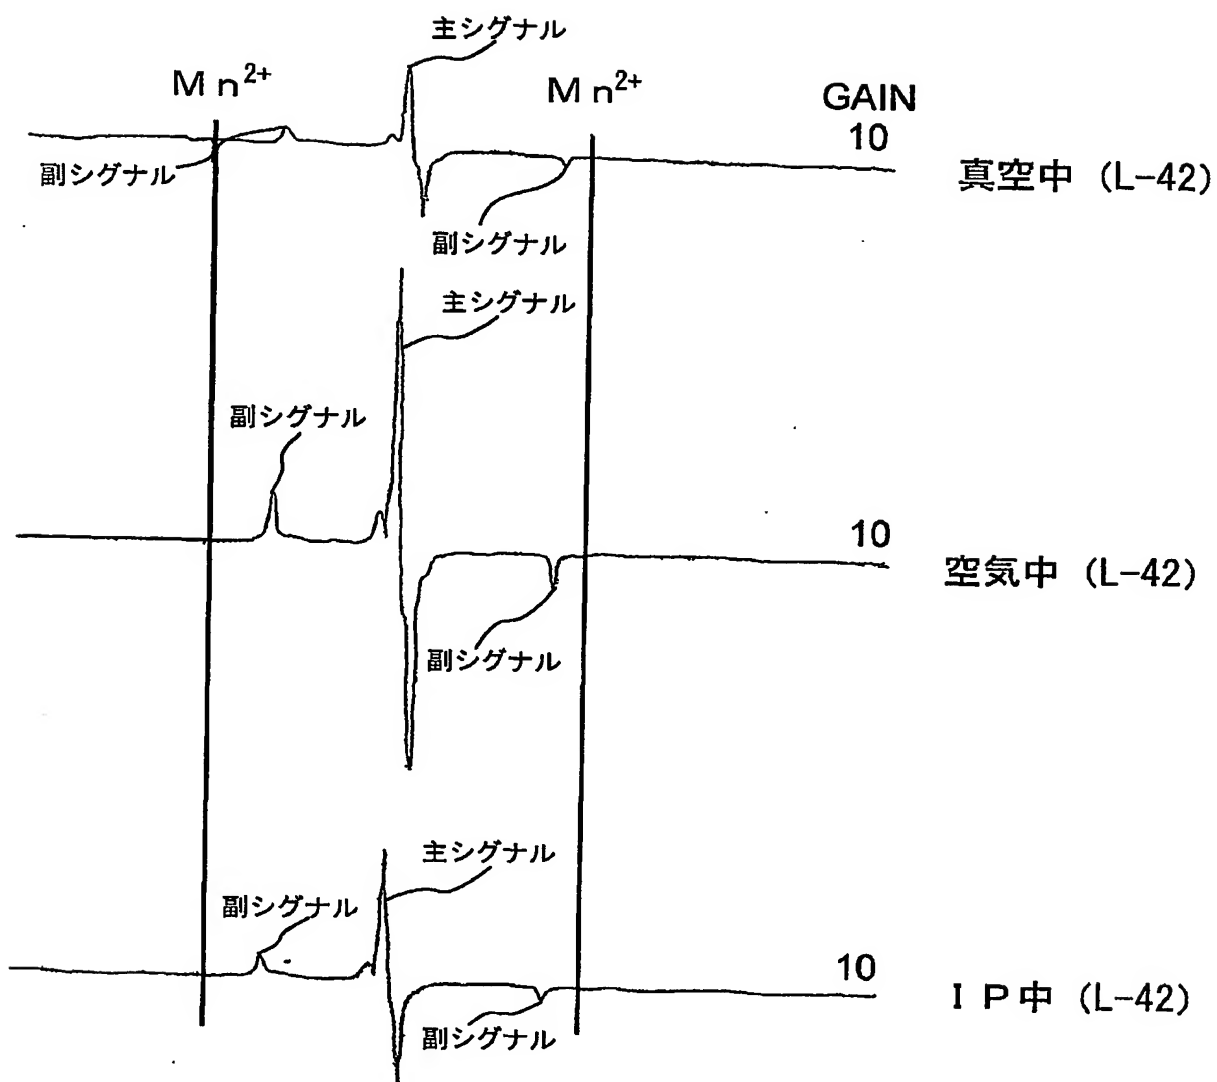 主シグナル
Mn²⁺
Mn²⁺
GAIN
10
真空中 (L-42)
副シグナル
副シグナル
主シグナル
副シグナル
10
空気中 (L-42)
副シグナル
主シグナル
副シグナル
10
IP中 (L-42)
副シグナル